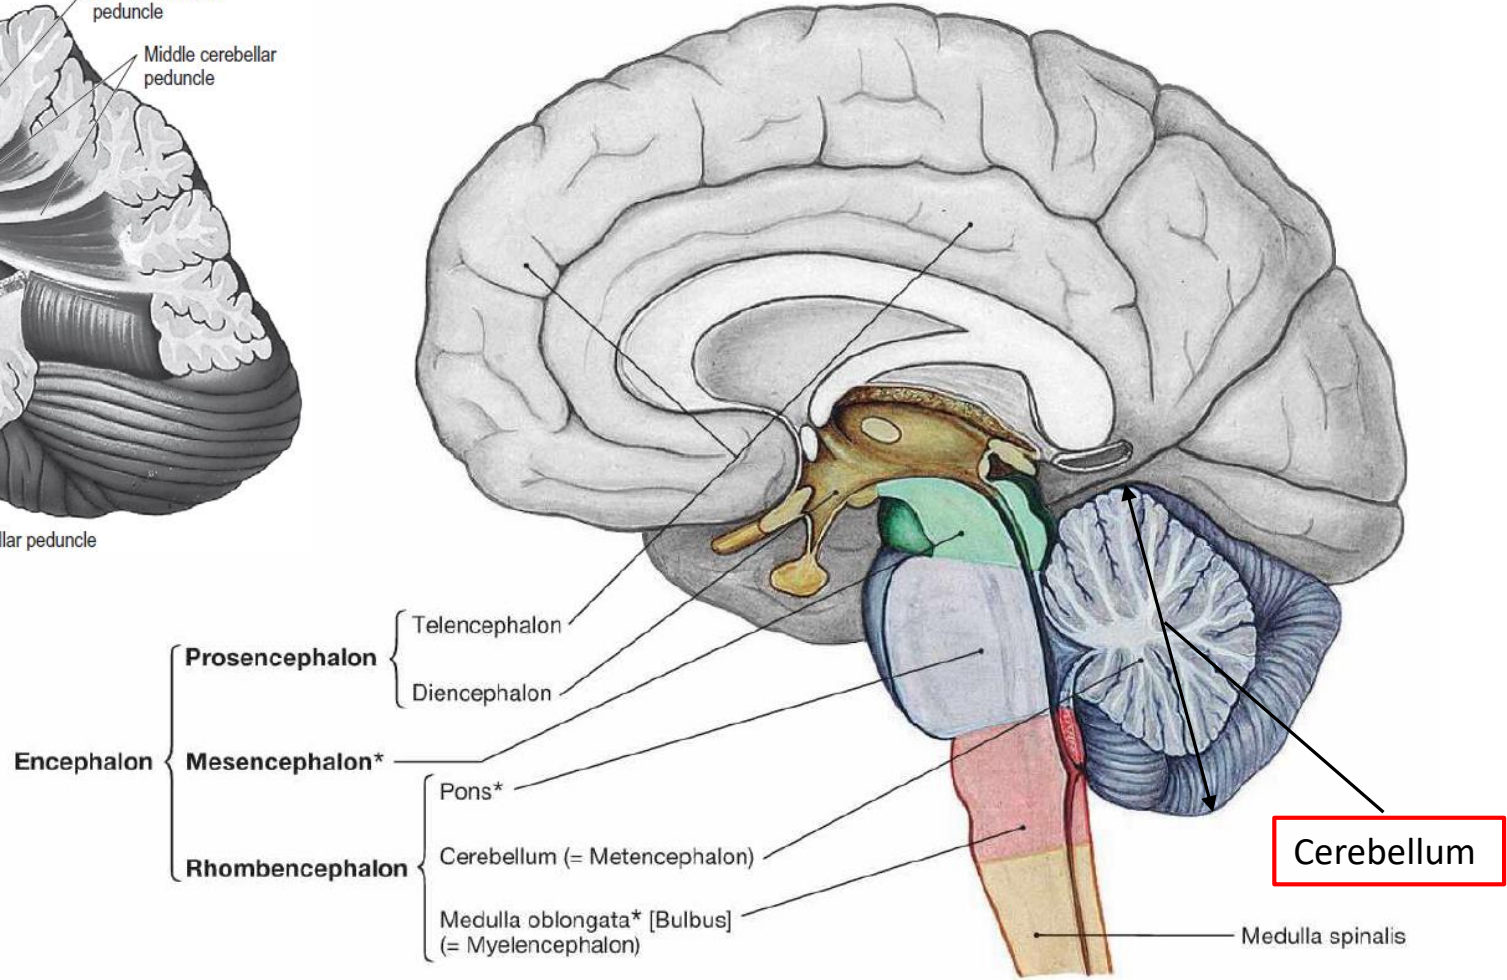 peduncle
Middle cerebellar
peduncle
llar peduncle
Telencephalon
Prosencephalon
Diencephalon
Encephalon
Mesencephalon*
Pons*
Cerebellum (= Metencephalon)
Rhombencephalon
Medulla oblongata* [Bulbus]
(= Myelencephalon)
Cerebellum
Medulla spinalis